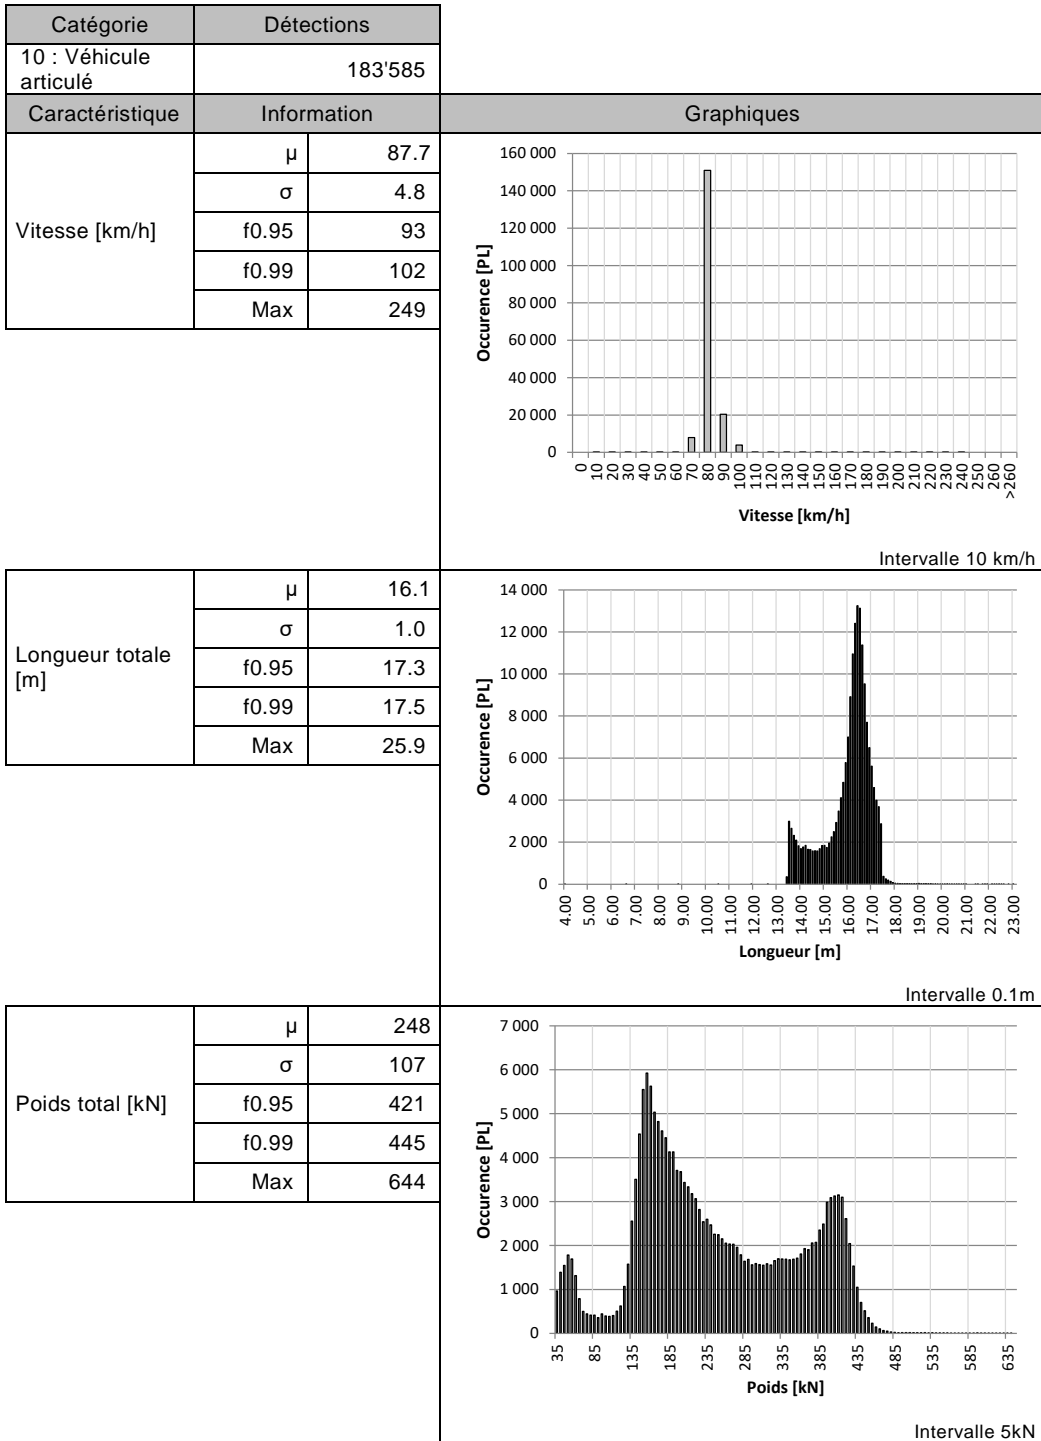 Catégorie Détections
10 : Véhicule
articulé
183'585
Caractéristique Information Graphiques
Vitesse [km/h]
µ 87.7
σ 4.8
f0.95 93
f0.99 102
Max 249
160 000
140 000
120 000
100 000
80 000
60 000
40 000
20 000
0
Occurence [PL]
0 10 20 30 40 50 60 70 80 90 100 110 120 130 140 150 160 170 180 190 200 210 220 230 240 250 260 >260
Vitesse [km/h]
Intervalle 10 km/h
Longueur totale
[m]
µ 16.1
σ 1.0
f0.95 17.3
f0.99 17.5
Max 25.9
14 000
12 000
10 000
8 000
6 000
4 000
2 000
0
Occurence [PL]
4.00 5.00 6.00 7.00 8.00 9.00 10.00 11.00 12.00 13.00 14.00 15.00 16.00 17.00 18.00 19.00 20.00 21.00 22.00 23.00
Longueur [m]
Intervalle 0.1m
Poids total [kN]
µ 248
σ 107
f0.95 421
f0.99 445
Max 644
7 000
6 000
5 000
4 000
3 000
2 000
1 000
0
Occurence [PL]
35 85 135 185 235 285 335 385 435 485 535 585 635
Poids [kN]
Intervalle 5kN